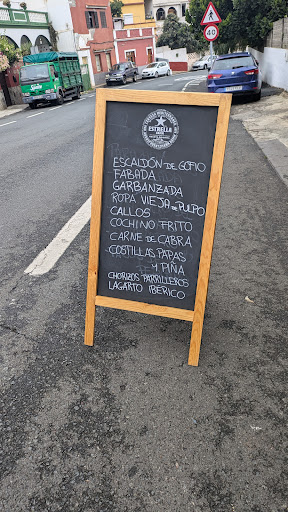 ESTRELLA
ESCALDÓN DE GOFIO
FABADA
GARBANZADA
ROPA VIEJA DE PULPO
CALLOS
COCHINO FRITO
CARNE DE CABRA
COSTILLAS PAPAS
Y PIÑA
CHORIZOS PARRILLEROS
LAGARTO IBERICO
40